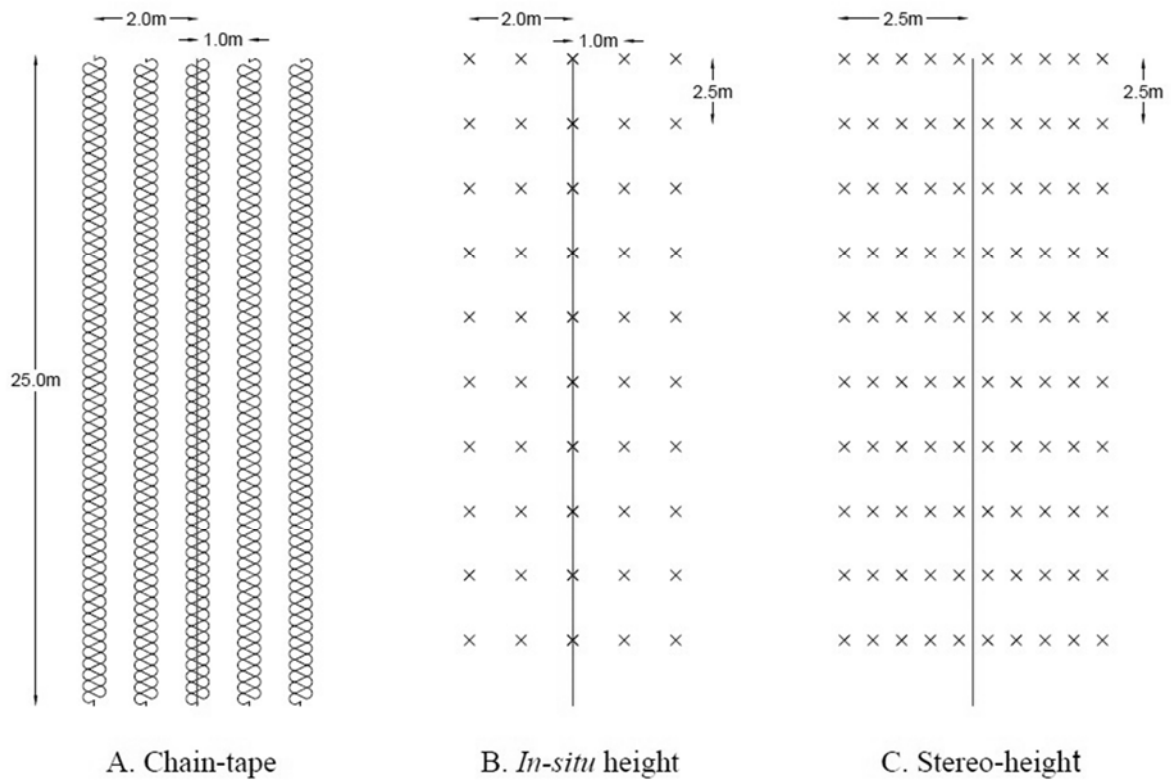 2.0m
1.0m
25.0m
A. Chain-tape
2.0m
1.0m
2.5m
B. In-situ height
2.5m
2.5m
C. Stereo-height